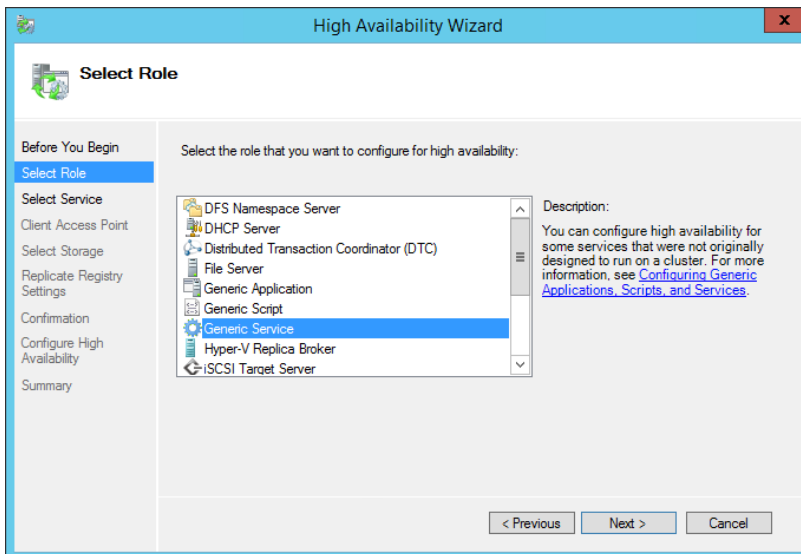 High Availability Wizard
x
Select Role
Before You Begin
Select Role
Select Service
Client Access Point
Select Storage
Replicate Registry
Settings
Confirmation
Configure High
Availability
Summary
Select the role that you want to configure for high availability:
DFS Namespace Server
DHCP Server
Distributed Transaction Coordinator (DTC)
File Server
Generic Application
Generic Script
Generic Service
Hyper-V Replica Broker
iSCSI Target Server
Description:
You can configure high availability for
some services that were not originally
designed to run on a cluster. For more
information, see Configuring Generic
Applications, Scripts, and Services.
< Previous
Next >
Cancel